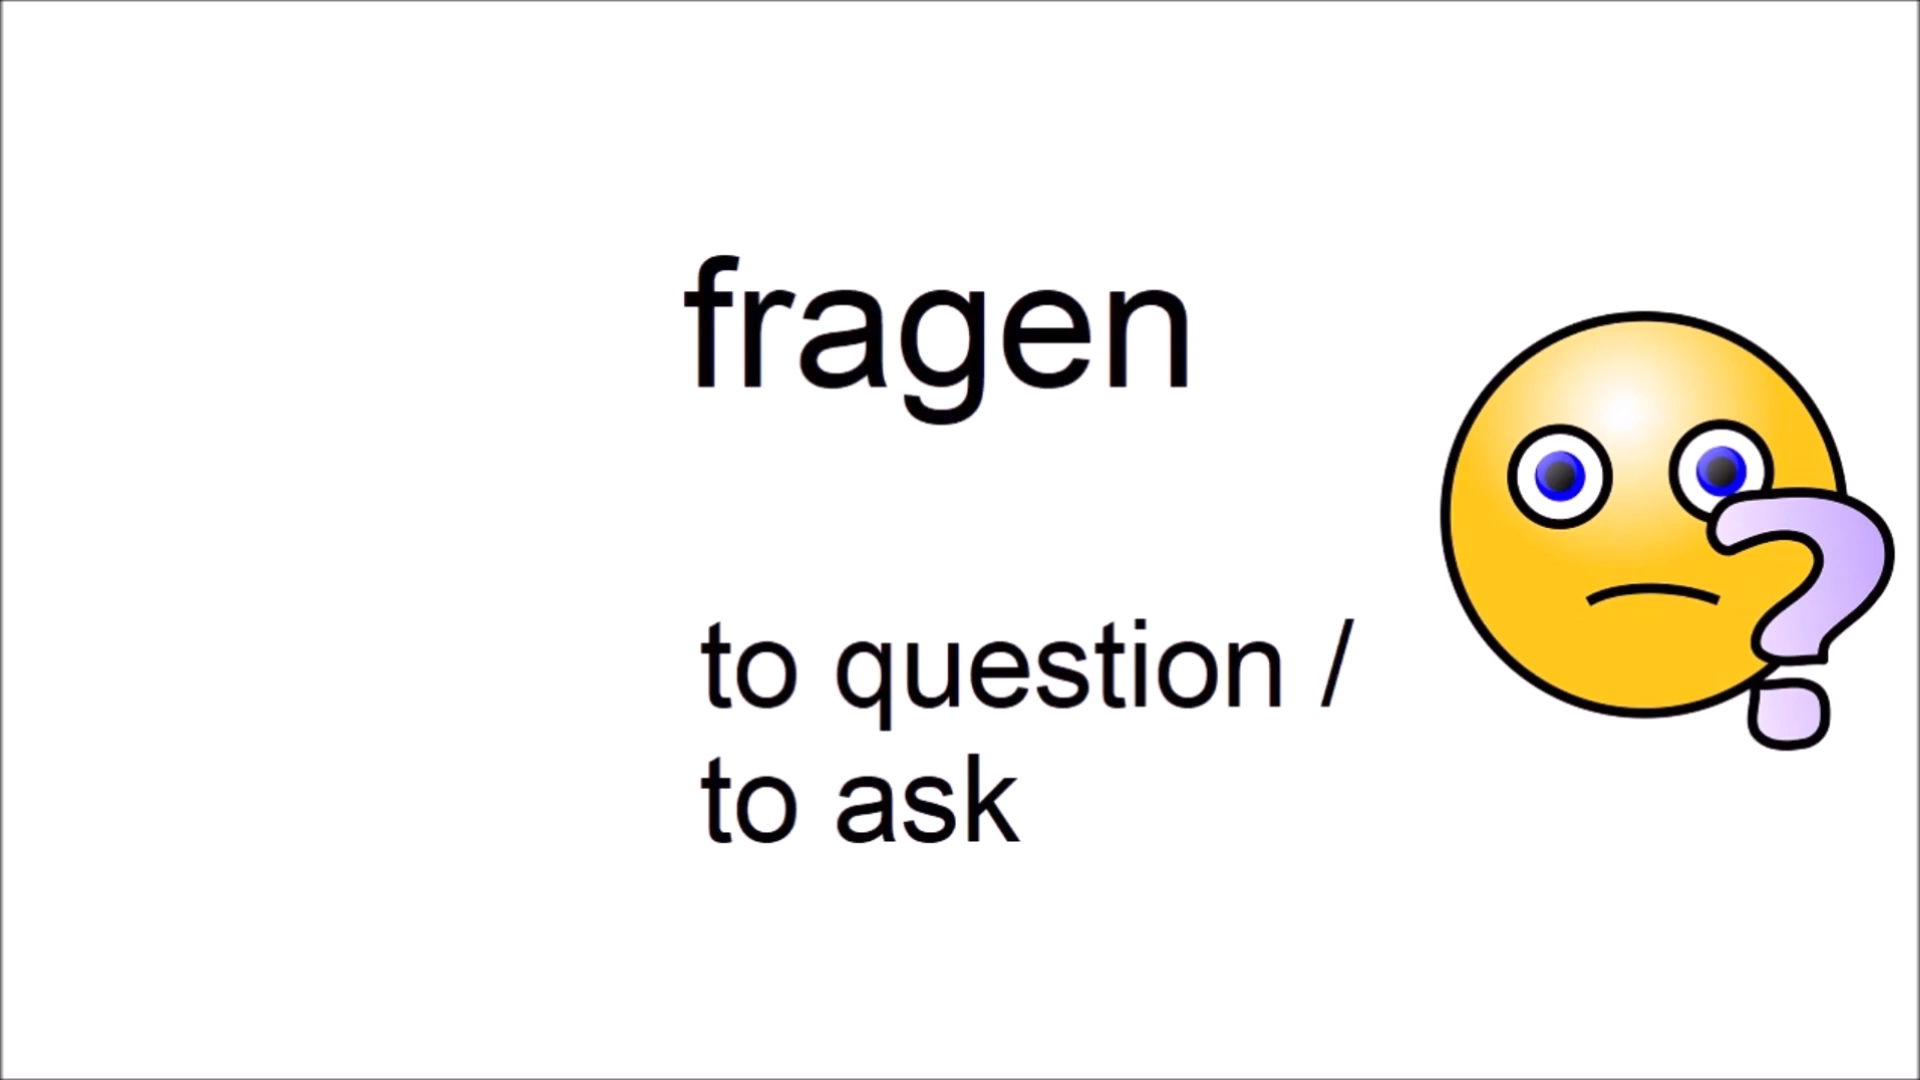 fragen
to question /
to ask
?